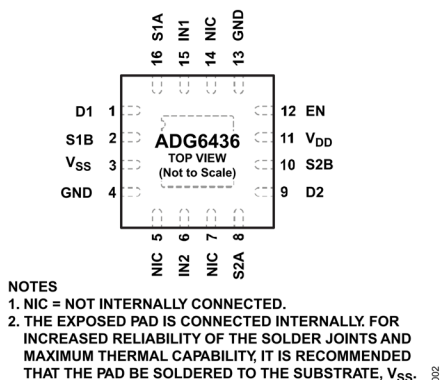 16 S1A
15 IN1
14 NIC
13 GND
D1 1
S1B 2
VSS 3
GND 4
ADG6436
TOP VIEW
(Not to Scale)
12 EN
11 VDD
10 S2B
9 D2
NIC 5
IN2 6
NIC 7
S2A 8
NOTES
1. NIC = NOT INTERNALLY CONNECTED.
2. THE EXPOSED PAD IS CONNECTED INTERNALLY. FOR
INCREASED RELIABILITY OF THE SOLDER JOINTS AND
MAXIMUM THERMAL CAPABILITY, IT IS RECOMMENDED
THAT THE PAD BE SOLDERED TO THE SUBSTRATE, VSS.
002